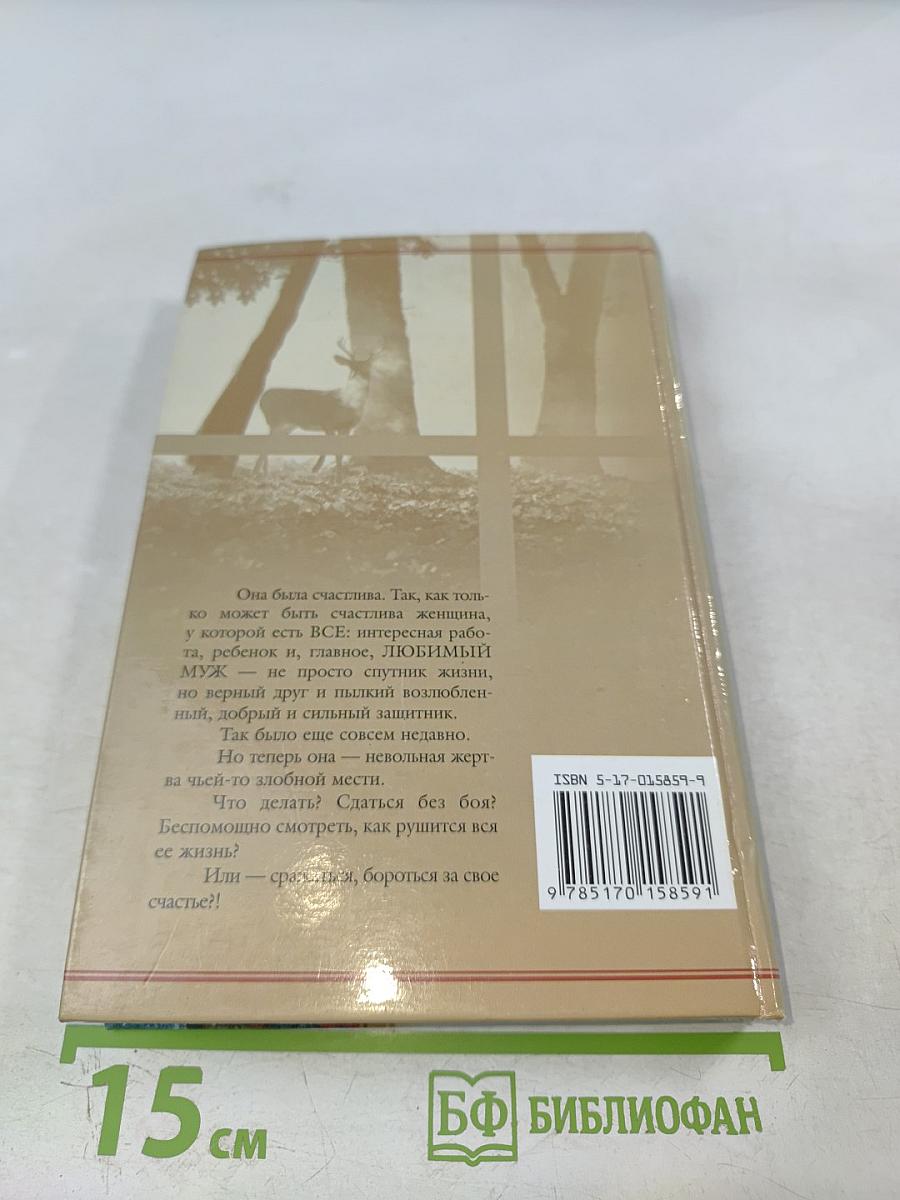 Она была счастлива. Так, как толь-
ко может быть счастлива женщина,
у которой есть ВСЕ: интересная рабо-
та, ребенок и, главное, ЛЮБИМЫЙ
МУЖ — не просто спутник жизни,
но верный друг и пылкий возлюблен-
ный, добрый и сильный защитник.
Так было еще совсем недавно.
Но теперь она — невольная жерт-
ва чьей-то злобной мести.
Что делать? Сдаться без боя?
Беспомощно смотреть, как рушится вся
ее жизнь?
Или — сражаться, бороться за свое
счастье?!
ISBN 5-17-015859-9
9 785170 158591
15 см
БФ БИБЛИОФАН